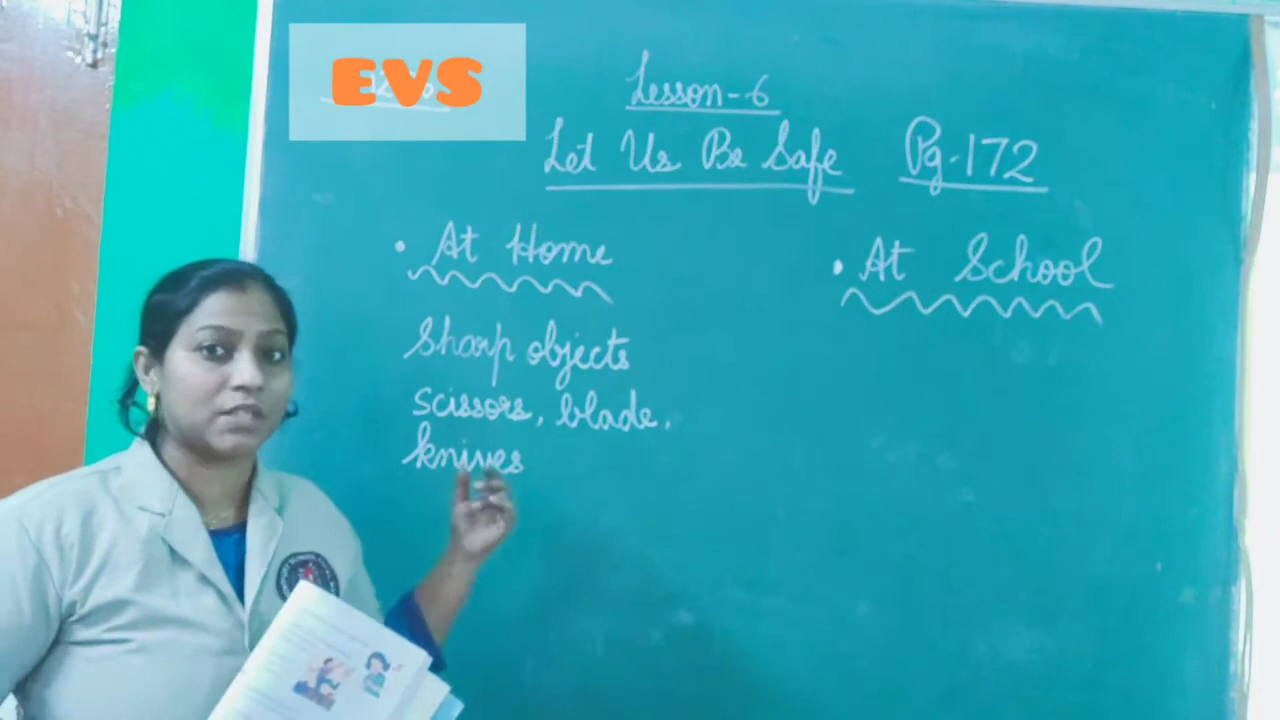 EVS
Lesson-6
Let Us Be Safe Pg-172
• At Home
• At School
Sharp objects
scissors, blade,
knives